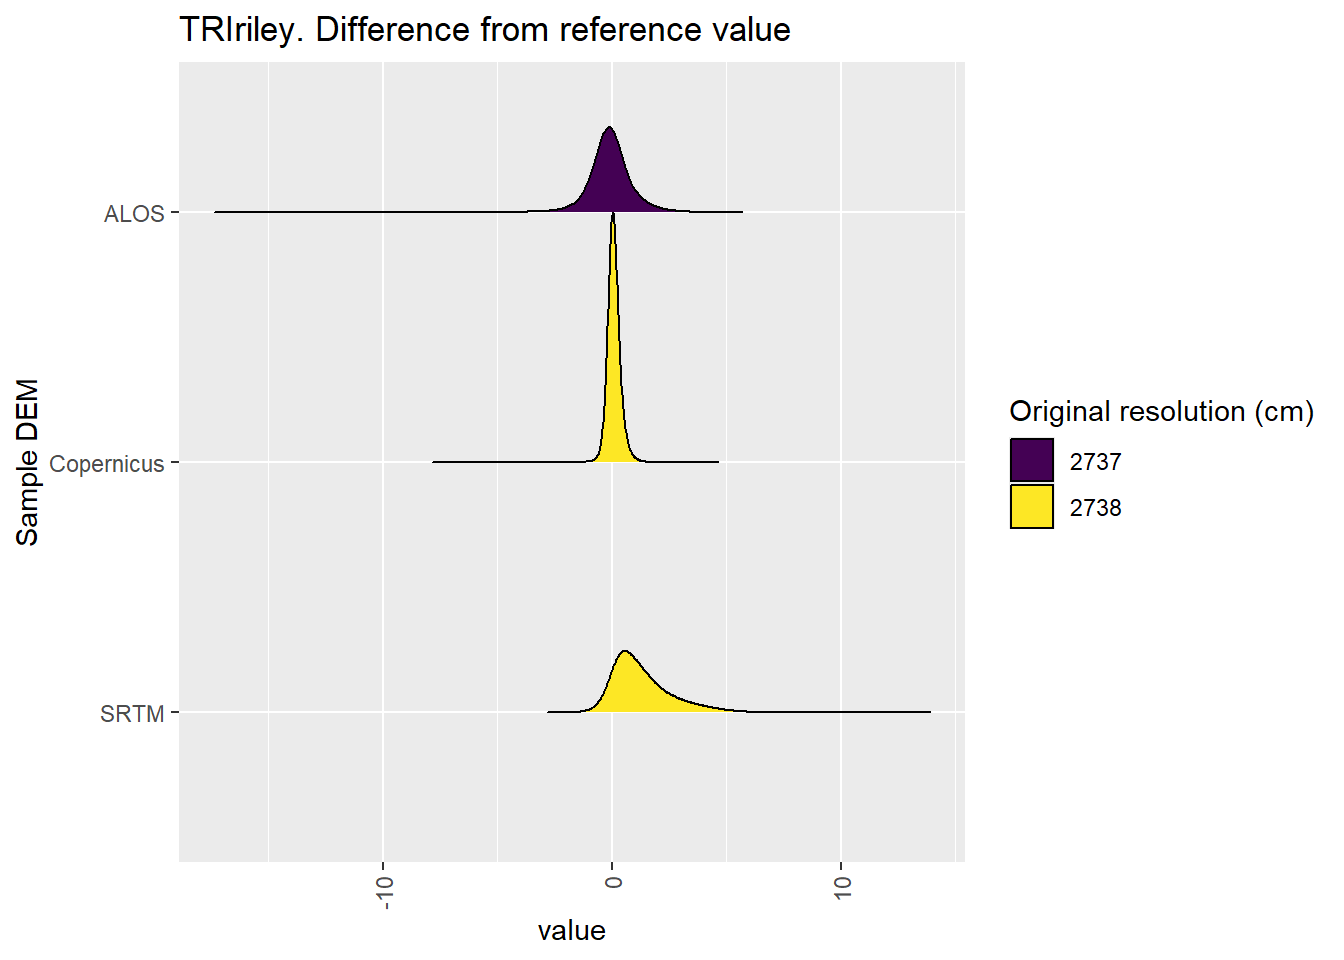 TRIriley. Difference from reference value
Sample DEM
ALOS
Copernicus
SRTM
-10
0
10
value
Original resolution (cm)
2737
2738